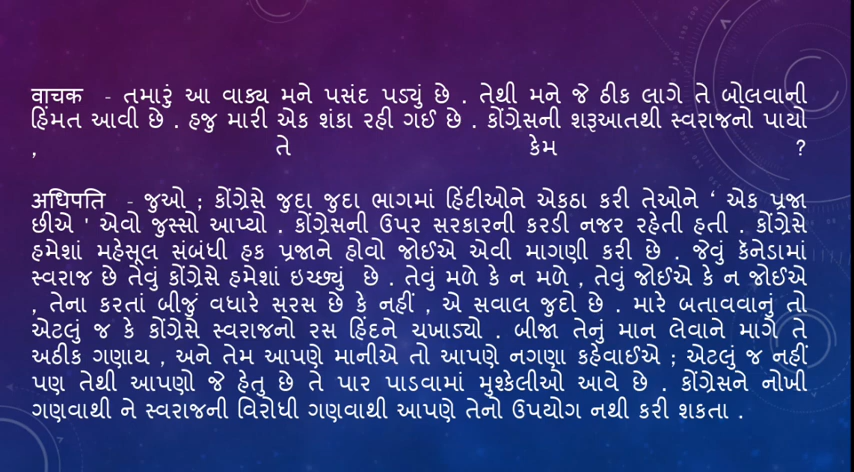 वाचक - તમારું આ વાક્ય મને પસંદ પડ્યું છે . તેથી મને જે ઠીક લાગે તે બોલવાની
હિંમત આવી છે . હજુ મારી એક શંકા રહી ગઈ છે . કોંગ્રેસની શરૂઆતથી સ્વરાજનો પાયો
, તે કેમ ?
अधिपति - જુઓ ; કોંગ્રેસે જુદા જુદા ભાગમાં હિંદીઓને એકઠા કરી તેઓને ‘ એક પ્રજા
છીએ ' એવો જુસ્સો આપ્યો . કોંગ્રેસની ઉપર સરકારની કરડી નજર રહેતી હતી . કોંગ્રેસે
હમેશાં મહેસૂલ સંબંધી હક પ્રજાને હોવો જોઈએ એવી માગણી કરી છે . જેવું કૅનેડામાં
સ્વરાજ છે તેવું કોંગ્રેસે હમેશાં ઇચ્છ્યું છે . તેવું મળે કે ન મળે , તેવું જોઈએ કે ન જોઈએ
, તેના કરતાં બીજું વધારે સરસ છે કે નહીં , એ સવાલ જુદો છે . મારે બતાવવાનું તો
એટલું જ કે કોંગ્રેસે સ્વરાજનો રસ હિંદને ચખાડ્યો . બીજા તેનું માન લેવાને માગે તે
અઠીક ગણાય , અને તેમ આપણે માનીએ તો આપણે નગણા કહેવાઈએ ; એટલું જ નહીં
પણ તેથી આપણો જે હેતુ છે તે પાર પાડવામાં મુશ્કેલીઓ આવે છે . કોંગ્રેસને નોખી
ગણવાથી ને સ્વરાજની વિરોધી ગણવાથી આપણે તેનો ઉપયોગ નથી કરી શકતા .